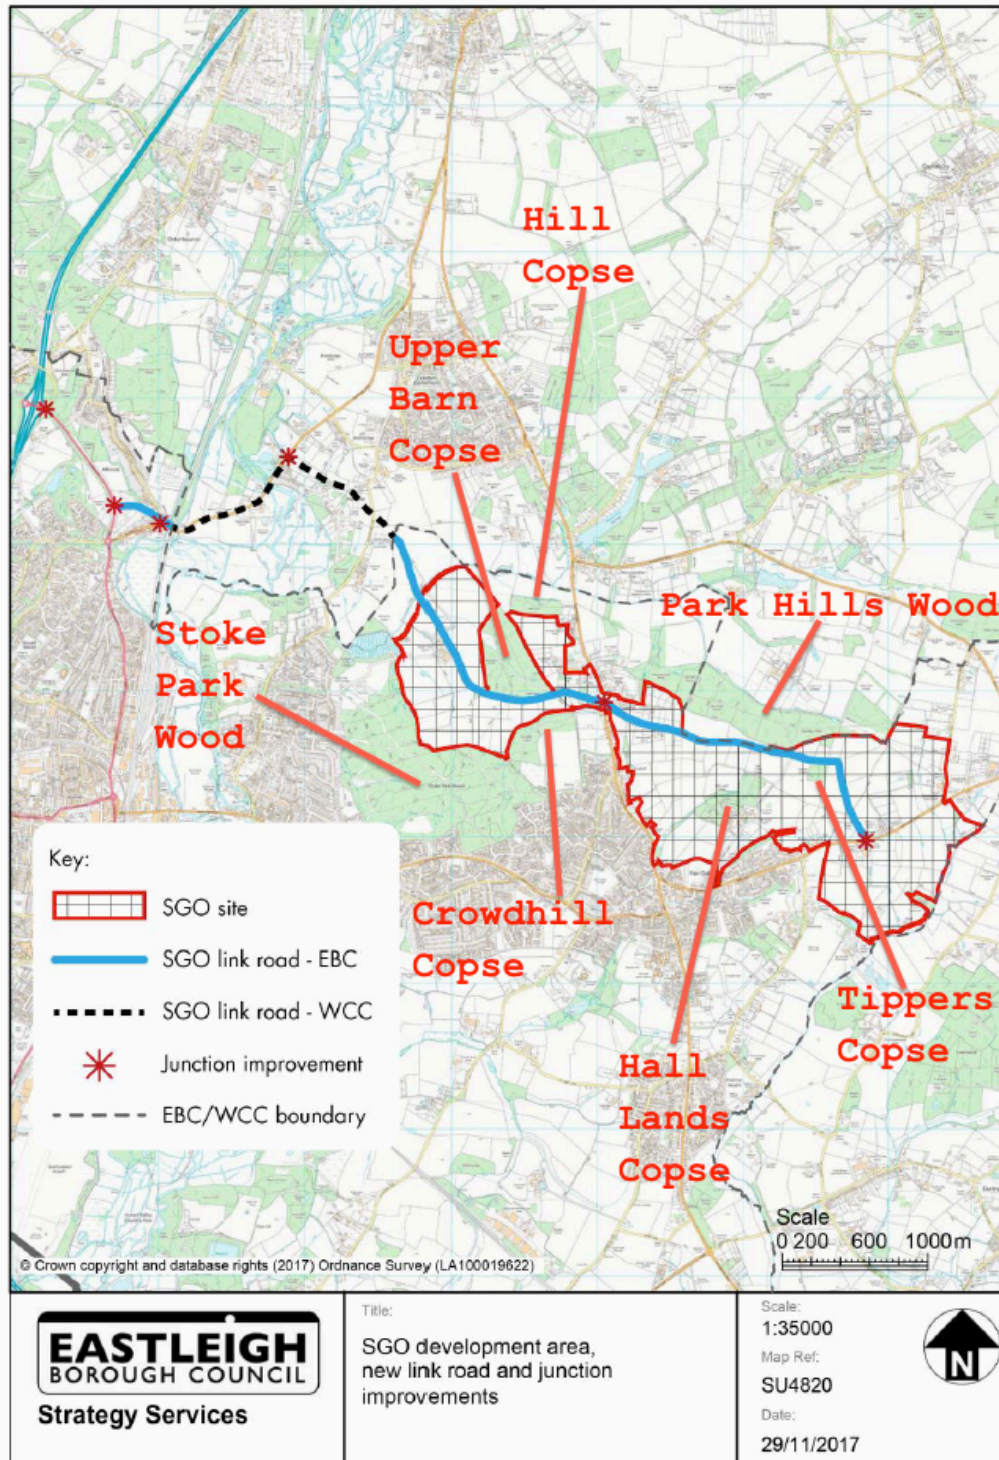 Hill
Copse
Upper
Barn
Copse
Park Hills Wood
Stoke
Park
Wood
Crowdhill
Copse
Tippers
Copse
Hall
Lands
Copse
Key:
SGO site
SGO link road - EBC
SGO link road - WCC
Junction improvement
EBC/WCC boundary
Scale
0 200 600 1000m
© Crown copyright and database rights (2017) Ordnance Survey (LA100019622)
EASTLEIGH
BOROUGH COUNCIL
Strategy Services
Title:
SGO development area,
new link road and junction
improvements
Scale:
1:35000
Map Ref:
SU4820
Date:
29/11/2017
N